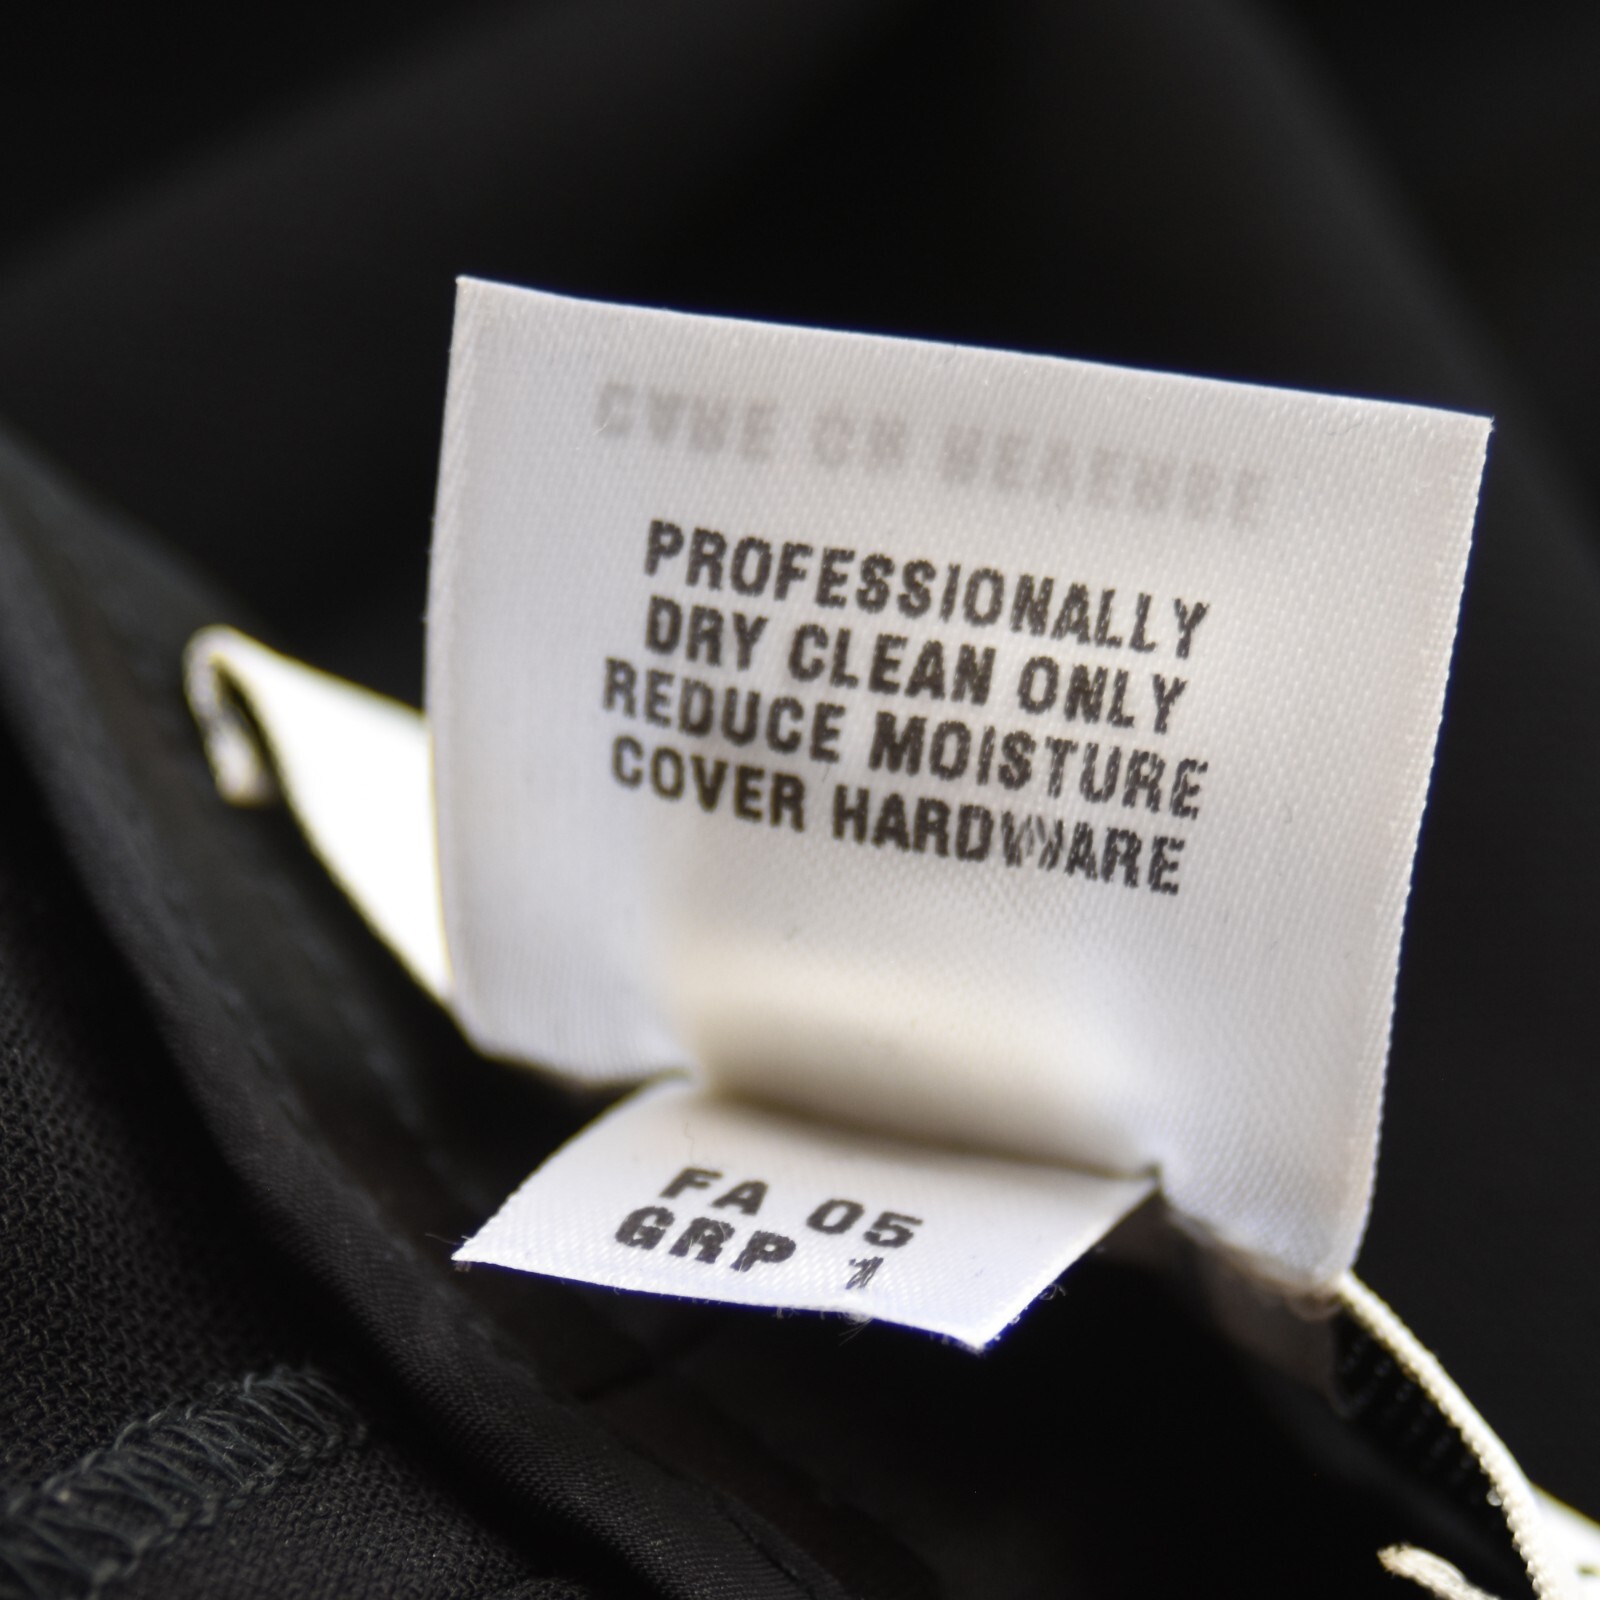 PROFESSIONALLY
DRY CLEAN ONLY
REDUCE MOISTURE
COVER HARDWARE
FA 05
GRP 1